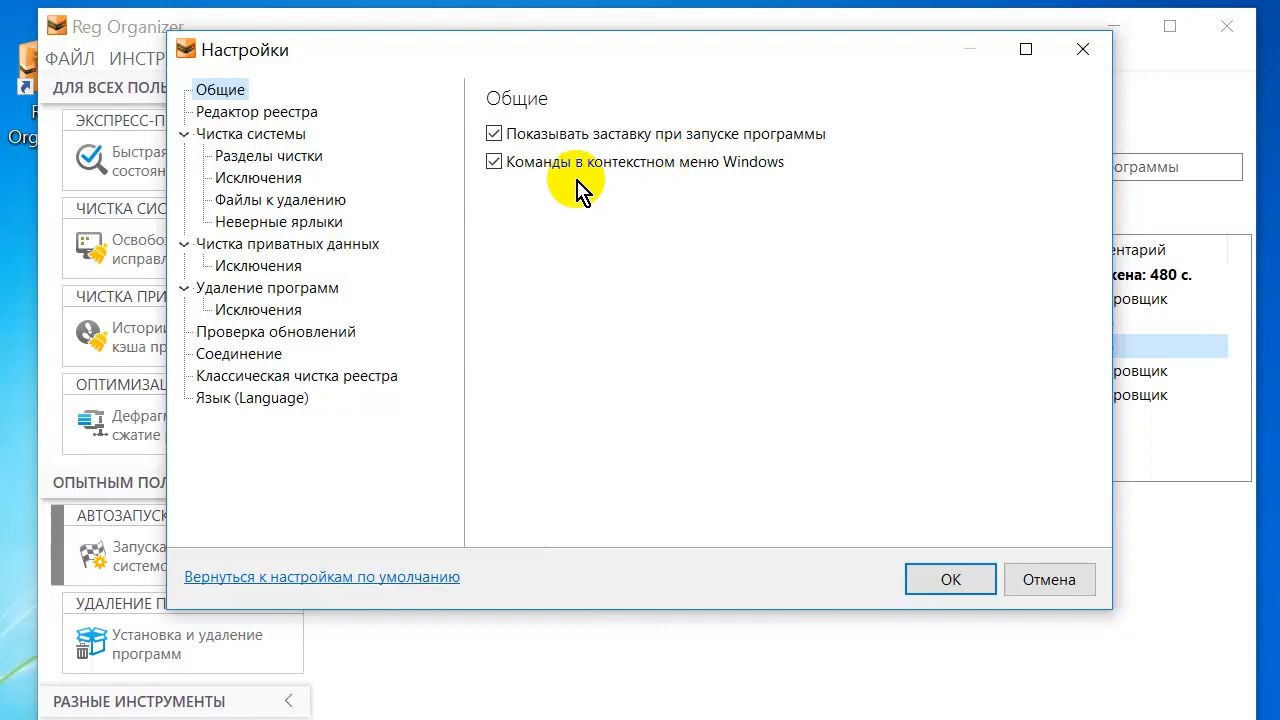 Reg Organizer
ФАЙЛ ИНСТР
ДЛЯ ВСЕХ ПОЛЬ
ЭКСПРЕСС-П
Быстрая
состоян
ЧИСТКА СИС
Освобо
исправл
ЧИСТКА ПРИ
Истори
кэша пр
ОПТИМИЗАЦ
Дефраг
сжатие р
ОПЫТНЫМ ПОЛ
АВТОЗАПУСК
Запуска
системо
УДАЛЕНИЕ П
Установка и удаление
программ
РАЗНЫЕ ИНСТРУМЕНТЫ
Настройки
Общие
Редактор реестра
Чистка системы
Разделы чистки
Исключения
Файлы к удалению
Неверные ярлыки
Чистка приватных данных
Исключения
Удаление программ
Исключения
Проверка обновлений
Соединение
Классическая чистка реестра
Язык (Language)
Общие
Показывать заставку при запуске программы
Команды в контекстном меню Windows
Вернуться к настройкам по умолчанию
ОК
Отмена
ограммы
ентарий
кена: 480 с.
ровщик
ровщик
ровщик